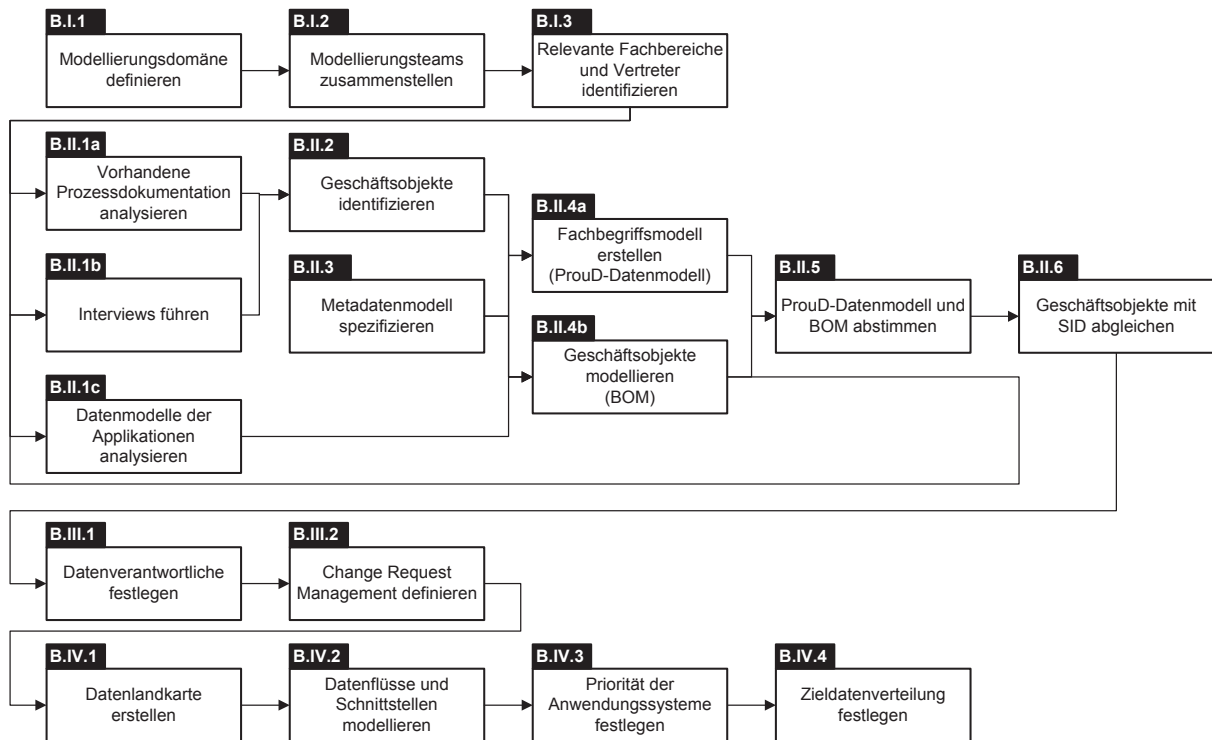 B.I.1
Modellierungsdomäne
definieren
B.I.2
Modellierungsteams
zusammenstellen
B.I.3
Relevante Fachbereiche
und Vertreter
identifizieren
B.II.1a
Vorhandene
Prozessdokumentation
analysieren
B.II.1b
Interviews führen
B.II.1c
Datenmodelle der
Applikationen
analysieren
B.II.2
Geschäftsobjekte
identifizieren
B.II.3
Metadatenmodell
spezifizieren
B.II.4a
Fachbegriffsmodell
erstellen
(ProuD-Datenmodell)
B.II.4b
Geschäftsobjekte
modellieren
(BOM)
B.II.5
ProuD-Datenmodell und
BOM abstimmen
B.II.6
Geschäftsobjekte mit
SID abgleichen
B.III.1
Datenverantwortliche
festlegen
B.III.2
Change Request
Management definieren
B.IV.1
Datenlandkarte
erstellen
B.IV.2
Datenflüsse und
Schnittstellen
modellieren
B.IV.3
Priorität der
Anwendungssysteme
festlegen
B.IV.4
Zieldatenverteilung
festlegen